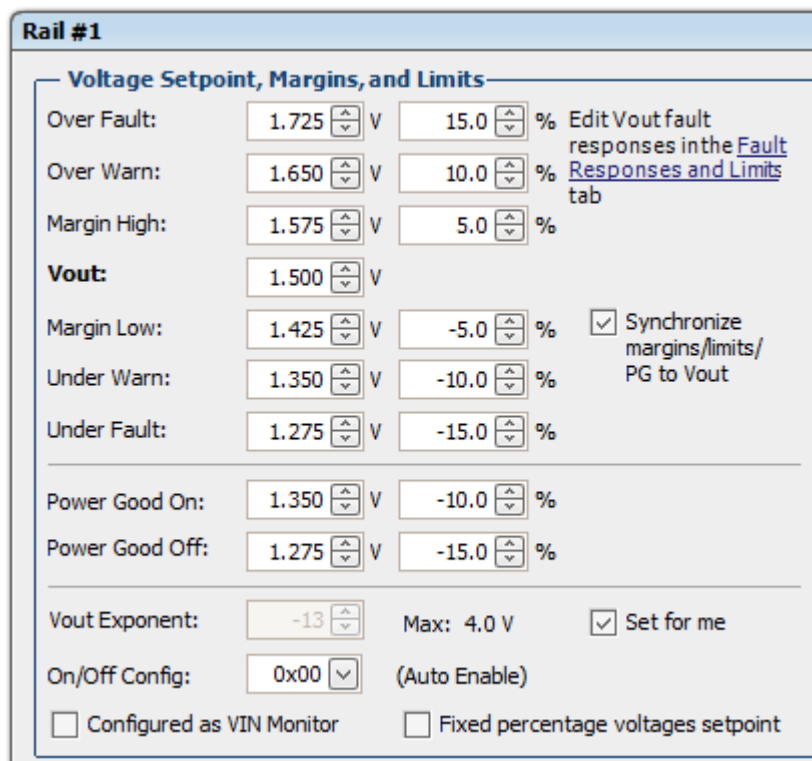 Rail #1
Voltage Setpoint, Margins, and Limits
Over Fault: 1.725 V 15.0 % Edit Vout fault
responses in the Fault
Over Warn: 1.650 V 10.0 % Responses and Limits
tab
Margin High: 1.575 V 5.0 %
Vout: 1.500 V
Margin Low: 1.425 V -5.0 % Synchronize
margins/limits/
Under Warn: 1.350 V -10.0 % PG to Vout
Under Fault: 1.275 V -15.0 %
Power Good On: 1.350 V -10.0 %
Power Good Off: 1.275 V -15.0 %
Vout Exponent: -13 Max: 4.0 V Set for me
On/Off Config: 0x00 (Auto Enable)
Configured as VIN Monitor Fixed percentage voltages setpoint